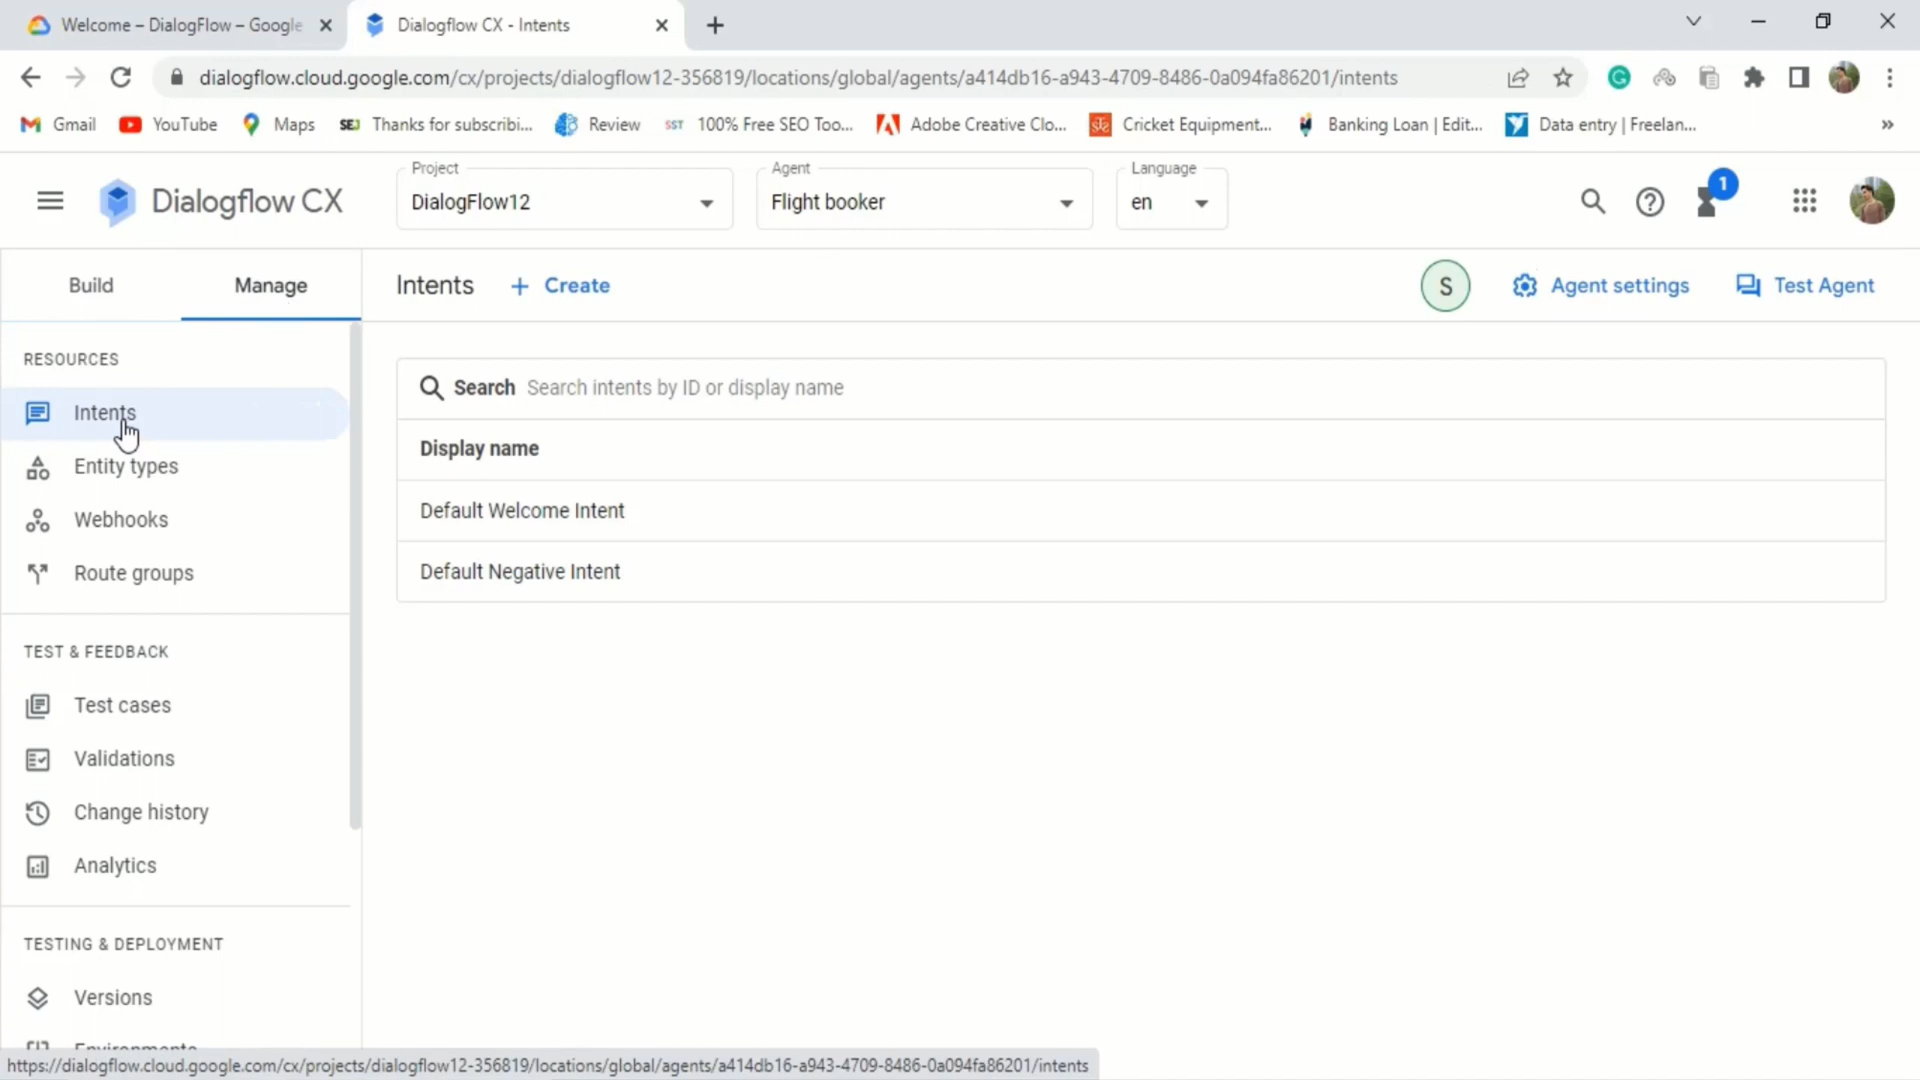 Welcome – DialogFlow – Google
Dialogflow CX - Intents
dialogflow.cloud.google.com/cx/projects/dialogflow12-356819/locations/global/agents/a414db16-a943-4709-8486-0a094fa86201/intents
Gmail YouTube Maps SEJ Thanks for subscribi... Review SST 100% Free SEO Too... Adobe Creative Clo... Cricket Equipment... Banking Loan | Edit... Data entry | Freelan... »
Dialogflow CX
Project
DialogFlow12
Agent
Flight booker
Language
en
1
Build Manage
Intents + Create
S
Agent settings
Test Agent
RESOURCES
Intents
Entity types
Webhooks
Route groups
TEST & FEEDBACK
Test cases
Validations
Change history
Analytics
TESTING & DEPLOYMENT
Versions
Environments
Search Search intents by ID or display name
Display name
Default Welcome Intent
Default Negative Intent
https://dialogflow.cloud.google.com/cx/projects/dialogflow12-356819/locations/global/agents/a414db16-a943-4709-8486-0a094fa86201/intents